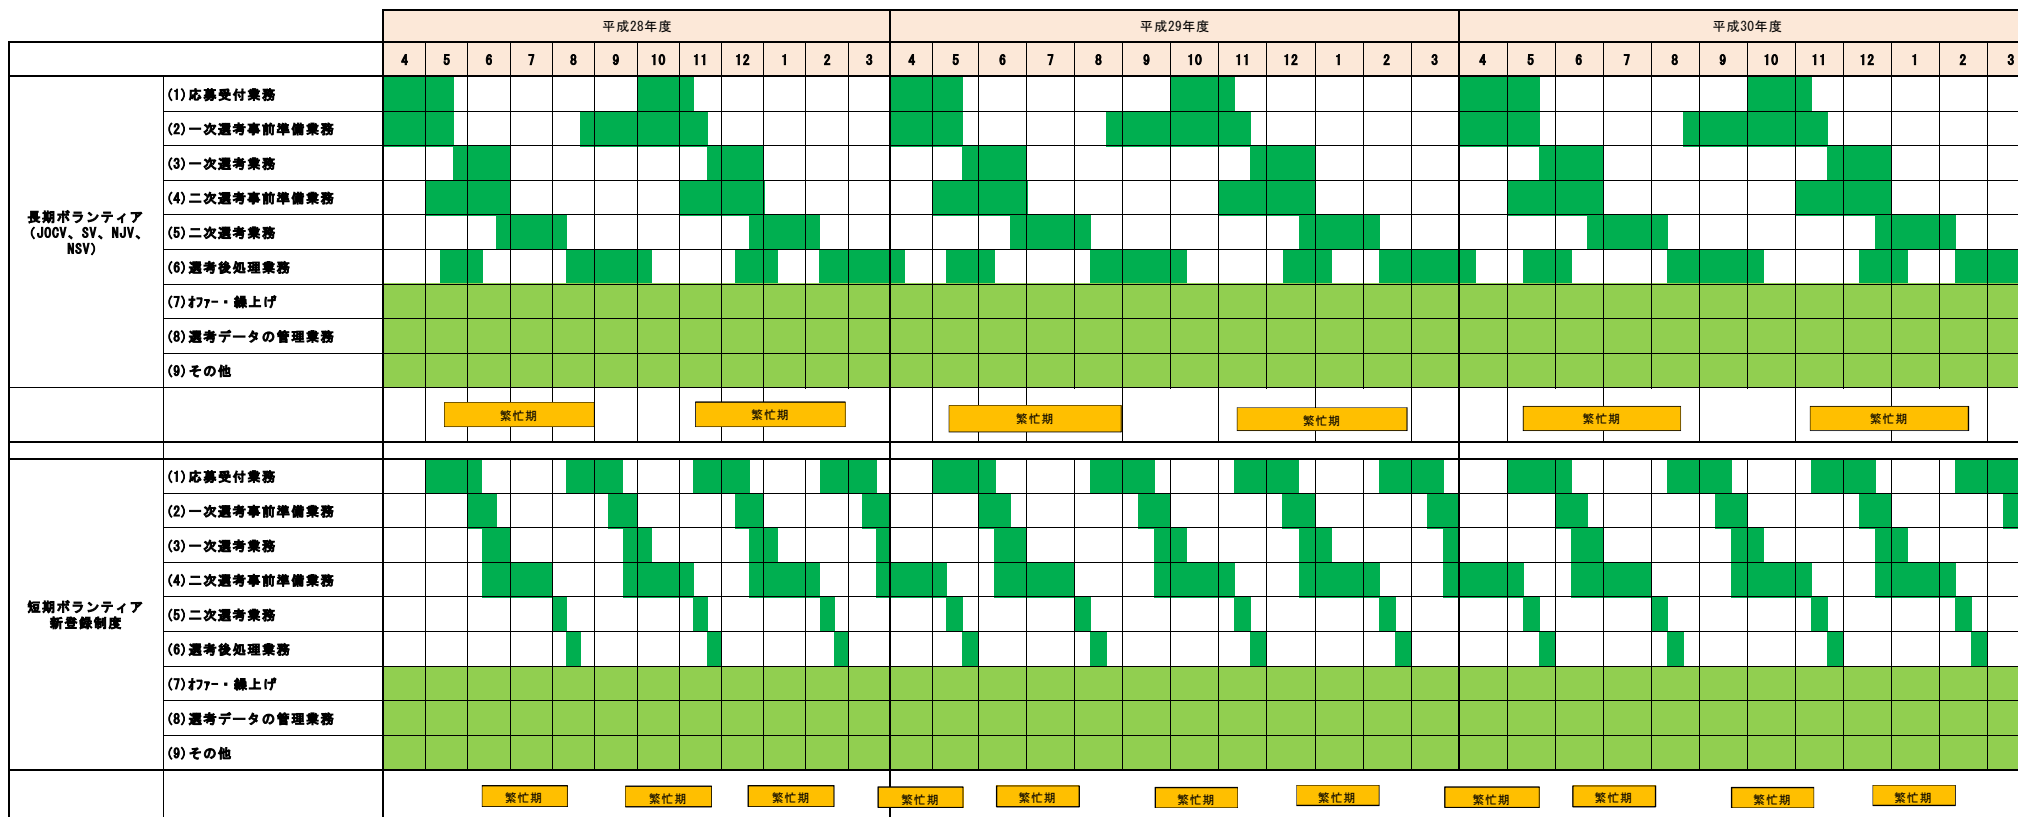 平成28年度 平成29年度 平成30年度
4 5 6 7 8 9 10 11 12 1 2 3 4 5 6 7 8 9 10 11 12 1 2 3 4 5 6 7 8 9 10 11 12 1 2 3
長期ボランティア
(JOCV、SV、NJV、
NSV)
(1)応募受付業務
(2)一次選考事前準備業務
(3)一次選考業務
(4)二次選考事前準備業務
(5)二次選考業務
(6)選考後処理業務
(7)ｵﾌｧｰ・繰上げ
(8)選考データの管理業務
(9)その他
繁忙期 繁忙期 繁忙期 繁忙期 繁忙期 繁忙期
短期ボランティア
新登録制度
(1)応募受付業務
(2)一次選考事前準備業務
(3)一次選考業務
(4)二次選考事前準備業務
(5)二次選考業務
(6)選考後処理業務
(7)ｵﾌｧｰ・繰上げ
(8)選考データの管理業務
(9)その他
繁忙期 繁忙期 繁忙期 繁忙期 繁忙期 繁忙期 繁忙期 繁忙期 繁忙期 繁忙期 繁忙期